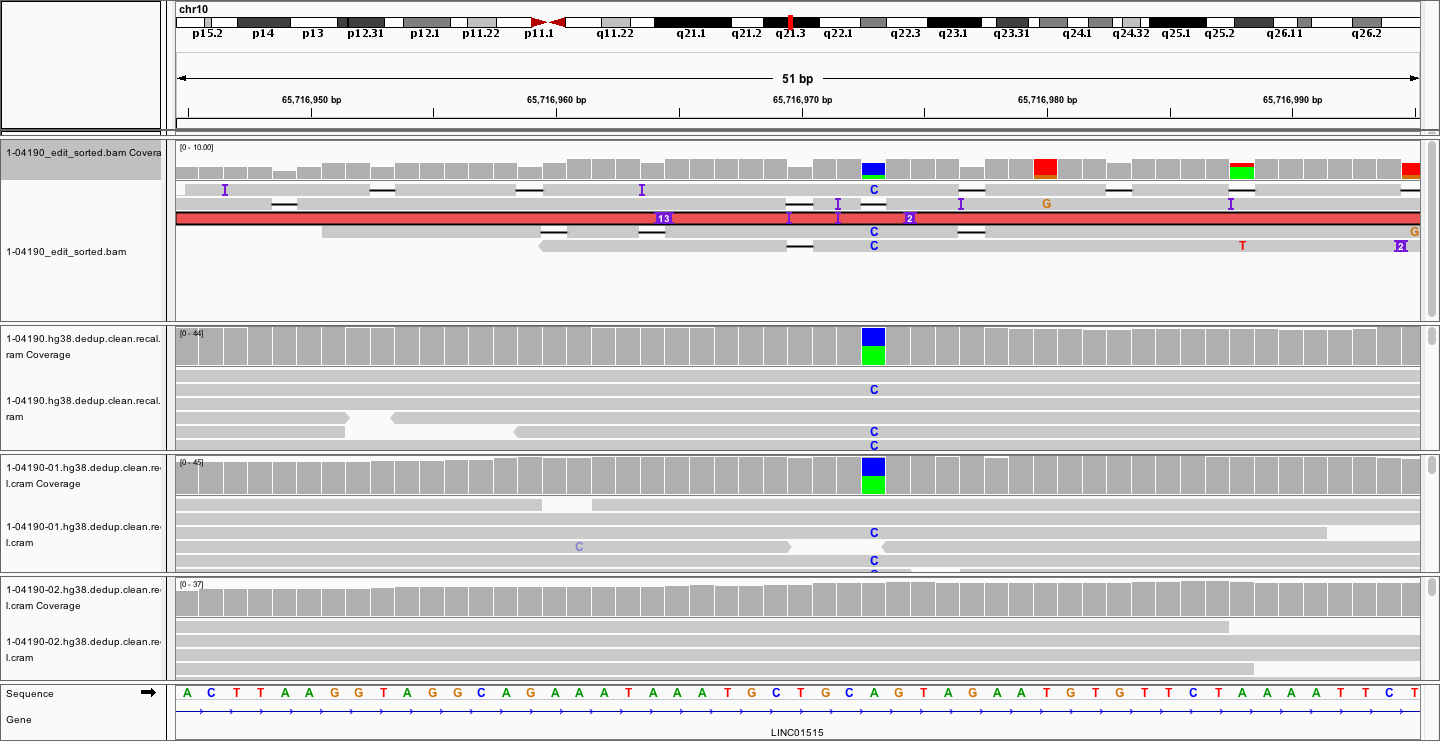 chr10
p15.2 p14 p13 p12.31 p12.1 p11.22 p11.1 q11.22 q21.1 q21.2 q21.3 q22.1 q22.3 q23.1 q23.31 q24.1 q24.32 q25.1 q25.2 q26.11 q26.2
51 bp
65,716,950 bp 65,716,960 bp 65,716,970 bp 65,716,980 bp 65,716,990 bp
1-04190_edit_sorted.bam Covera
[0 - 10.00]
C
G
13 2
C G
1-04190_edit_sorted.bam
C T 2
1-04190.hg38.dedup.clean.recal.
ram Coverage
[0 - 44]
C
1-04190.hg38.dedup.clean.recal.
ram
C
C
1-04190-01.hg38.dedup.clean.re
l.cram Coverage
[0 - 45]
1-04190-01.hg38.dedup.clean.re
l.cram
C
C
C
1-04190-02.hg38.dedup.clean.re
l.cram Coverage
[0 - 37]
1-04190-02.hg38.dedup.clean.re
l.cram
Sequence A C T T A A G G T A G G C A G A A A T A A A T G C T G C A G T A G A A T G T G T T C T A A A A T T C T
Gene
LINC01515